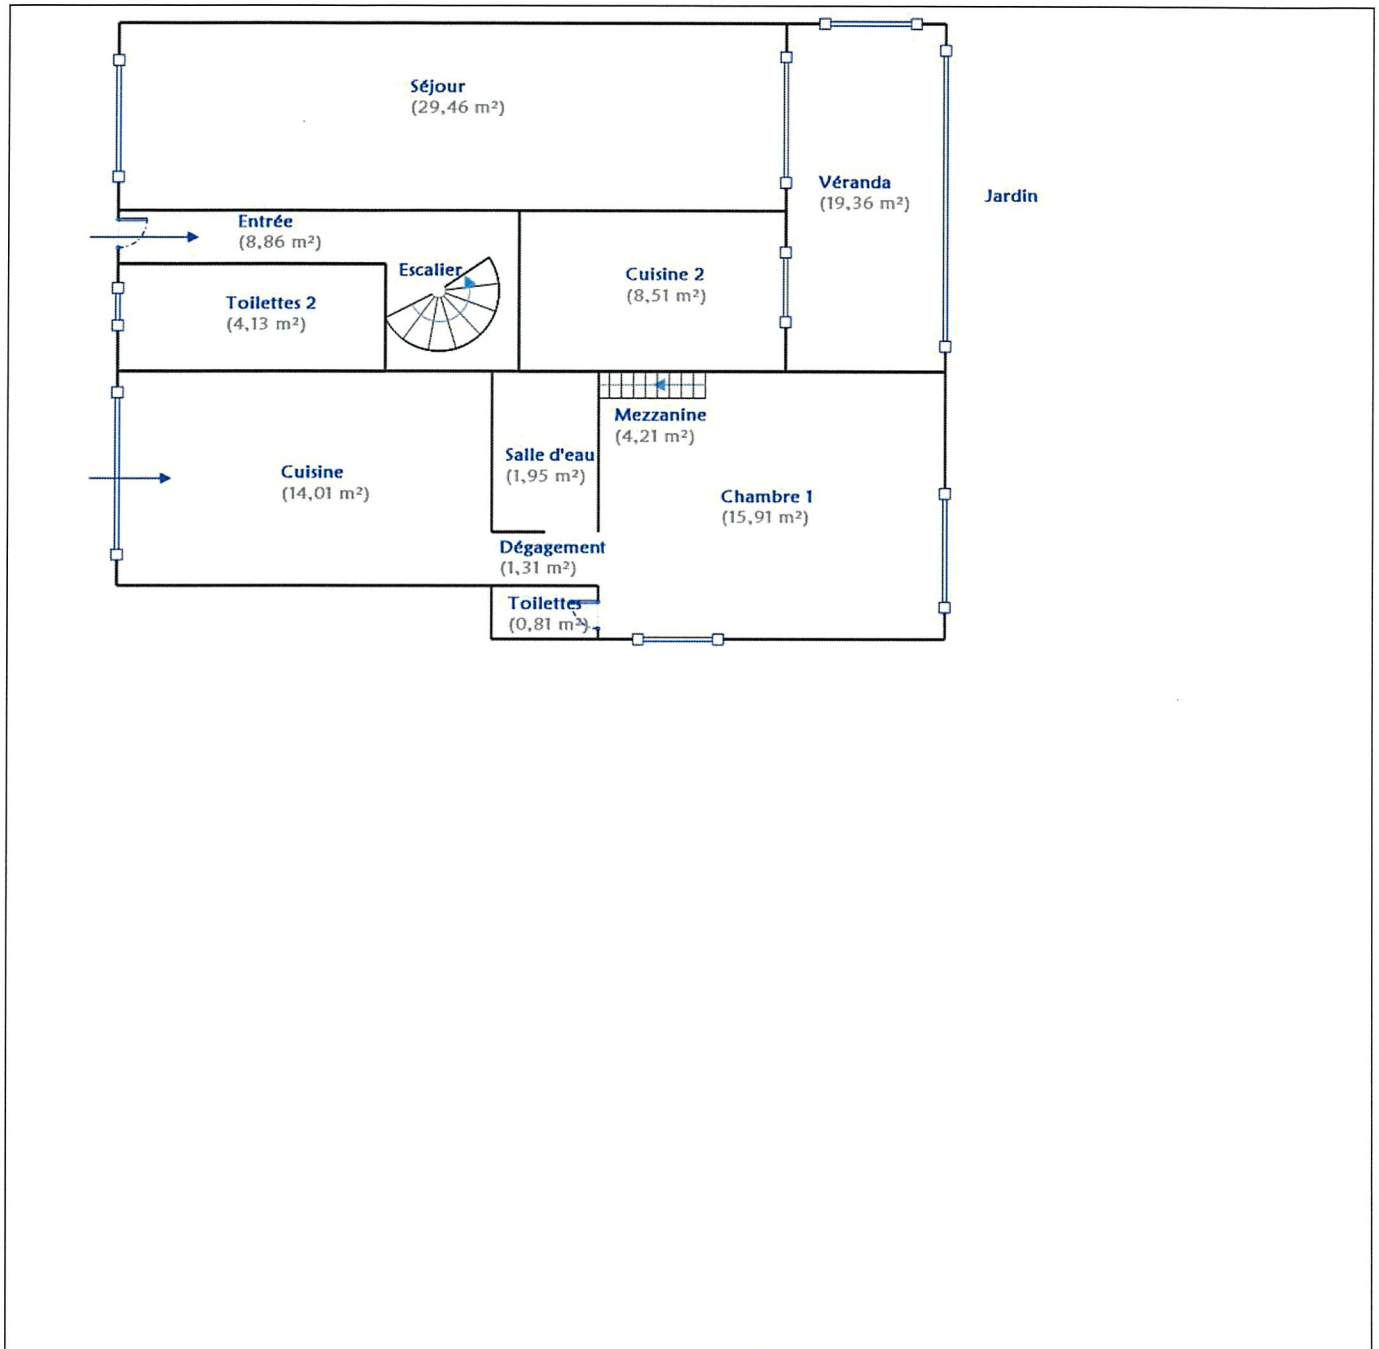 Séjour
(29,46 m²)
Véranda
(19,36 m²)
Jardin
Entrée
(8,86 m²)
Escalier
Cuisine 2
(8,51 m²)
Toilettes 2
(4,13 m²)
Mezzanine
(4,21 m²)
Salle d'eau
(1,95 m²)
Cuisine
(14,01 m²)
Chambre 1
(15,91 m²)
Dégagement
(1,31 m²)
Toilettes
(0,81 m²)